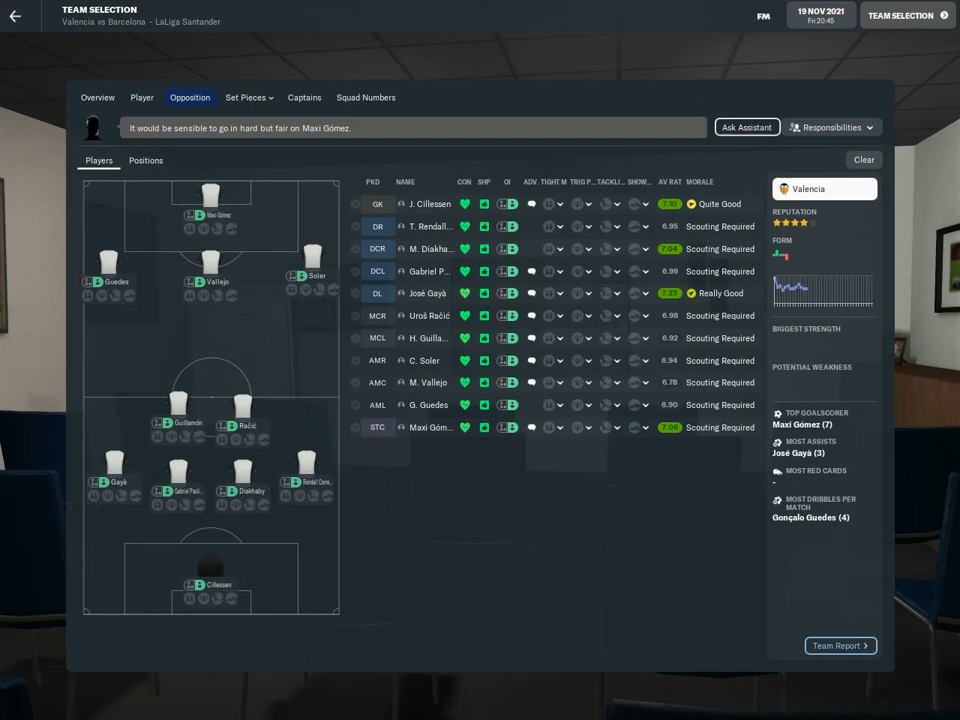 TEAM SELECTION
Valencia vs Barcelona - LaLiga Santander
FM
19 NOV 2021
Fri 20:45
TEAM SELECTION
Overview Player Opposition Set Pieces Captains Squad Numbers
It would be sensible to go in hard but fair on Maxi Gómez.
Ask Assistant
Responsibilities
Players Positions
Clear
Maxi Gómez
Guedes
Vallejo
Soler
Guillamón
Račić
Gayà
Gabriel Pauli...
Diakhaby
Rendall Corre...
Cillessen
PKD NAME CON SHP OI ADV. TIGHT M TRIG P... TACKLI... SHOW... AV RAT MORALE
GK J. Cillessen 7.10 Quite Good
DR T. Rendall... 6.95 Scouting Required
DCR M. Diakha... 7.04 Scouting Required
DCL Gabriel P... 6.99 Scouting Required
DL José Gayà 7.23 Really Good
MCR Uroš Račić 6.98 Scouting Required
MCL H. Guilla... 6.92 Scouting Required
AMR C. Soler 6.94 Scouting Required
AMC M. Vallejo 6.78 Scouting Required
AML G. Guedes 6.90 Scouting Required
STC Maxi Góm... 7.06 Scouting Required
Valencia
REPUTATION
FORM
BIGGEST STRENGTH
POTENTIAL WEAKNESS
TOP GOALSCORER
Maxi Gómez (7)
MOST ASSISTS
José Gayà (3)
MOST RED CARDS
-
MOST DRIBBLES PER
MATCH
Gonçalo Guedes (4)
Team Report